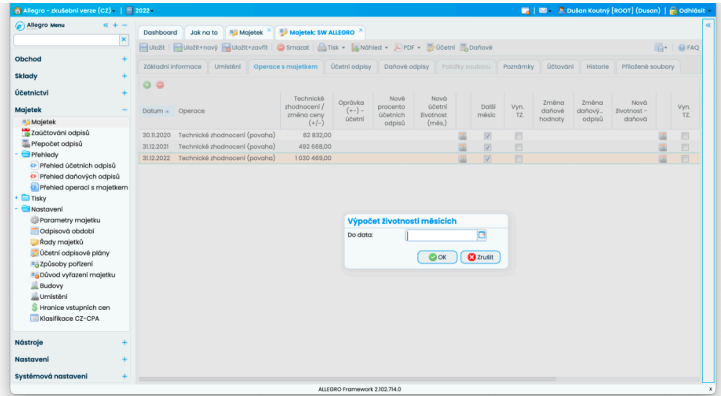 Allegro - zkušební verze (CZ) 2022 Dušan Koutný [ROOT] (Dusan) Odhlásit
Allegro Menu
Obchod
Sklady
Účetnictví
Majetek
Majetek
Zaúčtování odpisů
Přepočet odpisů
Přehledy
Přehled účetních odpisů
Přehled daňových odpisů
Přehled operací s majetkem
Tisky
Nastavení
Parametry majetku
Odpisová období
Řady majetků
Účetní odpisové plány
Způsoby pořízení
Důvod vyřazení majetku
Budovy
Umístění
Hranice vstupních cen
Klasifikace CZ-CPA
Nástroje
Nastavení
Systémová nastavení
Dashboard Jak na to Majetek Majetek: SW ALLEGRO
Uložit Uložit+nový Uložit+zavřít Smazat Tisk Náhled PDF Účetní Daňové FAQ
Základní informace Umístění Operace s majetkem Účetní odpisy Daňové odpisy Položky souboru Poznámky Účtování Historie Přiložené soubory
Datum Operace Technické zhodnocení / změna ceny (+/-) Oprávka (+-) - účetní Nové procento účetních odpisů Nová účetní životnost (měs.) Další měsíc Vyn. TZ. Změna daňové hodnoty Změna daňový... odpisů Nová životnost - daňová Vyn. TZ.
30.11.2020 Technické zhodnocení (povaha) 62 832,00
31.12.2021 Technické zhodnocení (povaha) 492 668,00
31.12.2022 Technické zhodnocení (povaha) 1 030 469,00
Výpočet životnosti měsících
Do data:
OK Zrušit
ALLEGRO Framework 2.102.714.0